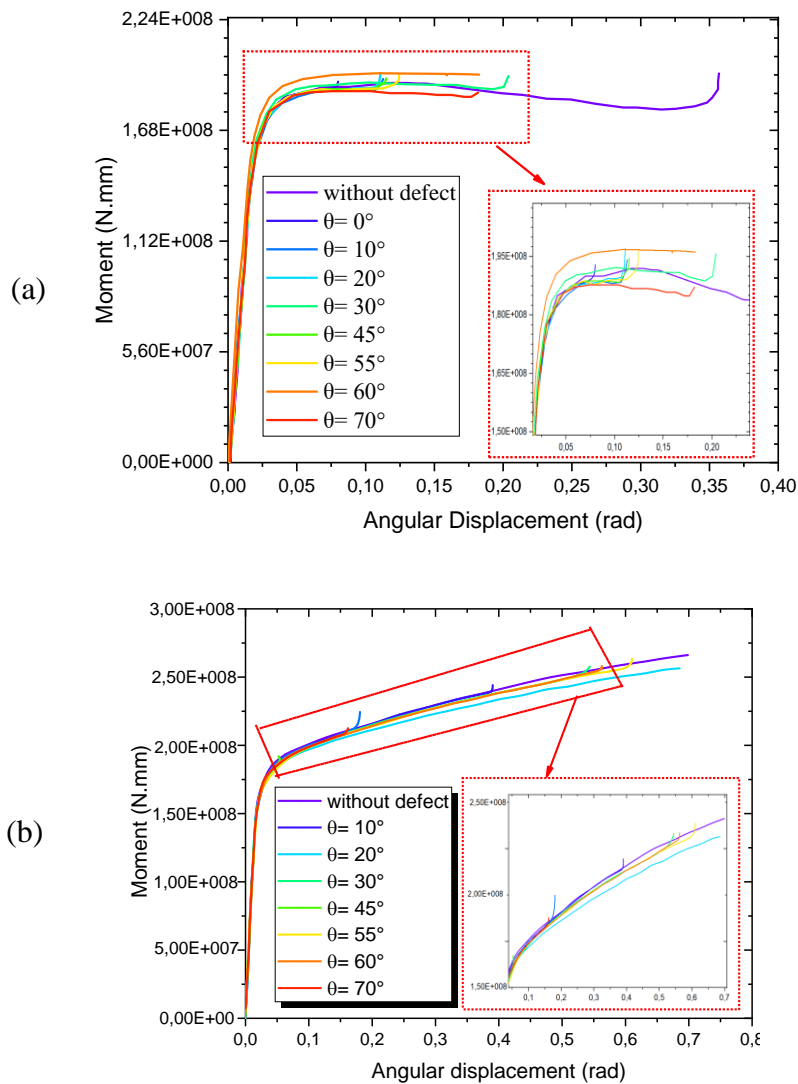 (a)
Moment (N.mm)
2,24E+008
1,68E+008
1,12E+008
5,60E+007
0,00E+000
without defect
θ= 0°
θ= 10°
θ= 20°
θ= 30°
θ= 45°
θ= 55°
θ= 60°
θ= 70°
1,95E+008
1,80E+008
1,65E+008
1,50E+008
0,05 0,10 0,15 0,20
0,00 0,05 0,10 0,15 0,20 0,25 0,30 0,35 0,40
Angular Displacement (rad)
(b)
Moment (N.mm)
3,00E+008
2,50E+008
2,00E+008
1,50E+008
1,00E+008
5,00E+007
0,00E+00
without defect
θ= 10°
θ= 20°
θ= 30°
θ= 45°
θ= 55°
θ= 60°
θ= 70°
2,50E+008
2,00E+008
1,50E+008
0,1 0,2 0,3 0,4 0,5 0,6 0,7
0,0 0,1 0,2 0,3 0,4 0,5 0,6 0,7
Angular displacement (rad)